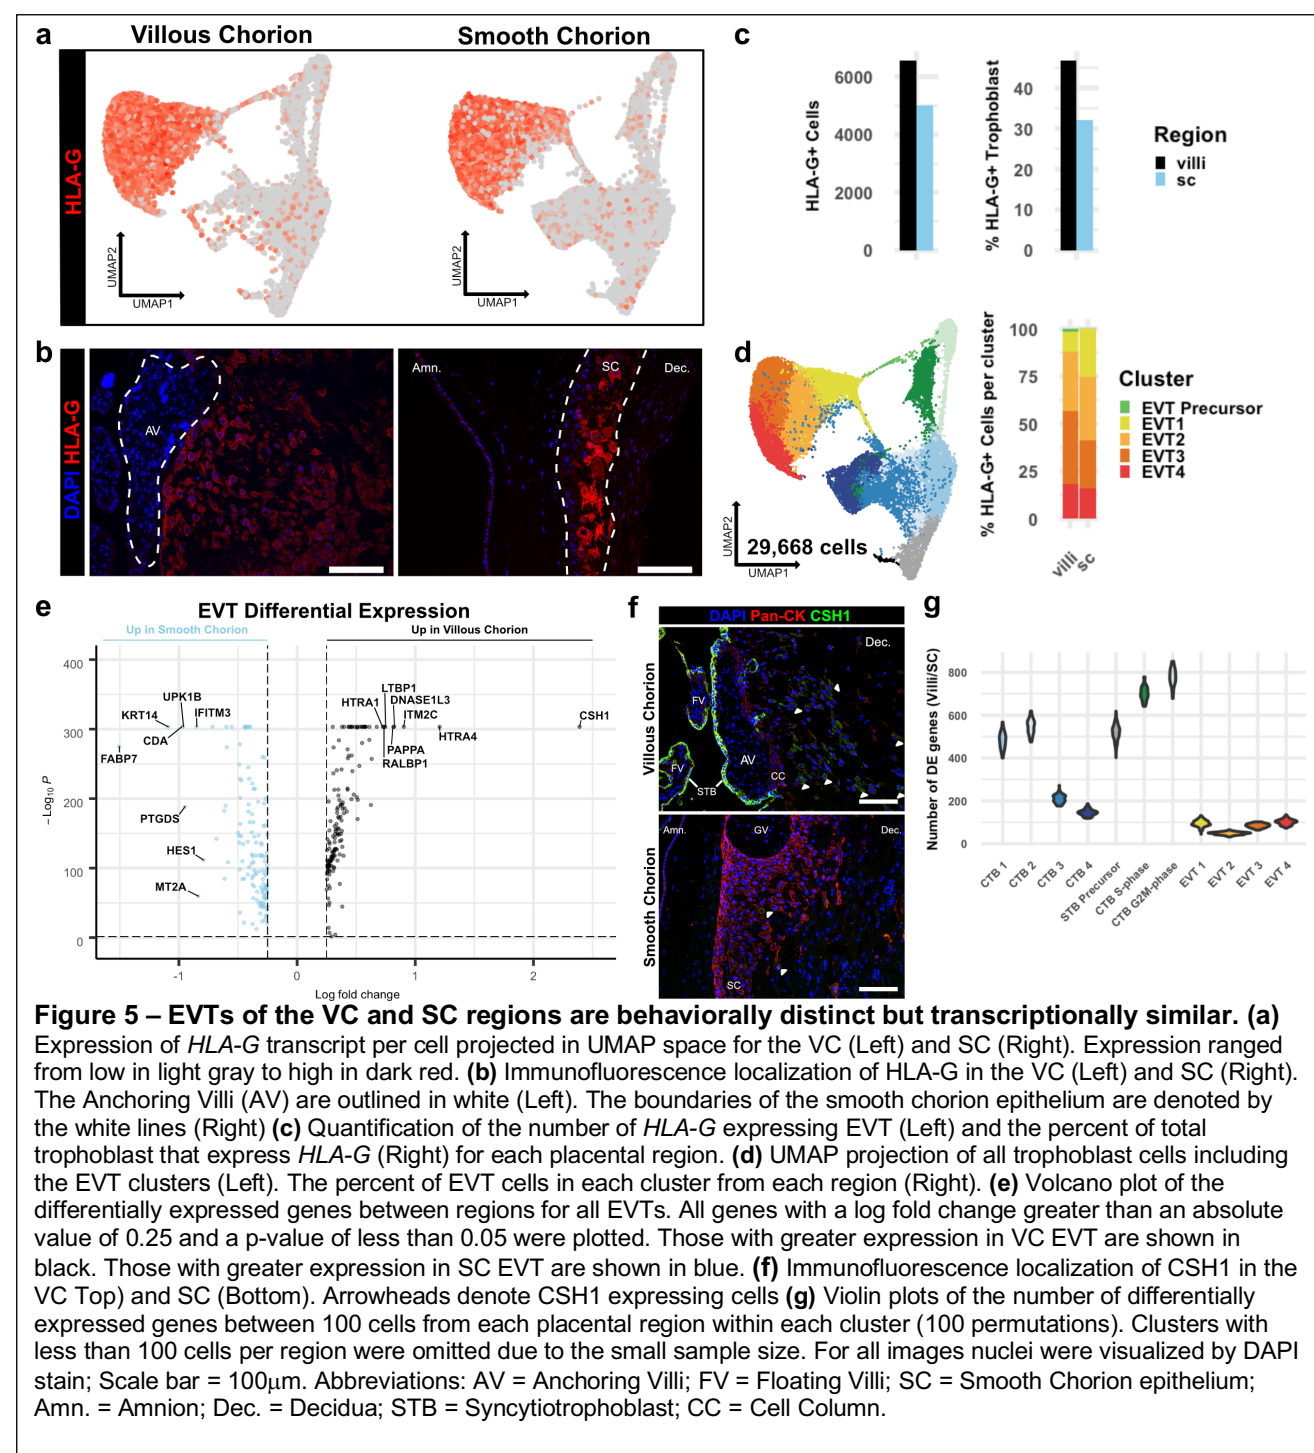 a
Villous Chorion
Smooth Chorion
HLA-G
UMAP2
UMAP1
UMAP2
UMAP1
c
HLA-G+ Cells
6000
4000
2000
0
% HLA-G+ Trophoblast
40
30
20
10
0
Region
villi
sc
b
DAPI HLA-G
AV
Amn.
SC
Dec.
d
UMAP2
UMAP1
29,668 cells
% HLA-G+ Cells per cluster
100
75
50
25
0
villi
sc
Cluster
EVT Precursor
EVT1
EVT2
EVT3
EVT4
e
EVT Differential Expression
Up in Smooth Chorion
Up in Villous Chorion
– Log10 P
400
300
200
100
0
KRT14
UPK1B
IFITM3
CDA
FABP7
PTGDS
HES1
MT2A
LTBP1
HTRA1
DNASE1L3
ITM2C
HTRA4
CSH1
PAPPA
RALBP1
-1
0
1
2
Log fold change
f
DAPI Pan-CK CSH1
Villous Chorion
Dec.
FV
FV
AV
CC
STB
Smooth Chorion
Amn.
GV
Dec.
SC
g
Number of DE genes (Villi/SC)
800
600
400
200
0
CTB 1
CTB 2
CTB 3
CTB 4
STB Precursor
CTB S-phase
CTB G2M-phase
EVT 1
EVT 2
EVT 3
EVT 4
Figure 5 – EVTs of the VC and SC regions are behaviorally distinct but transcriptionally similar. (a)
Expression of HLA-G transcript per cell projected in UMAP space for the VC (Left) and SC (Right). Expression ranged
from low in light gray to high in dark red. (b) Immunofluorescence localization of HLA-G in the VC (Left) and SC (Right).
The Anchoring Villi (AV) are outlined in white (Left). The boundaries of the smooth chorion epithelium are denoted by
the white lines (Right) (c) Quantification of the number of HLA-G expressing EVT (Left) and the percent of total
trophoblast that express HLA-G (Right) for each placental region. (d) UMAP projection of all trophoblast cells including
the EVT clusters (Left). The percent of EVT cells in each cluster from each region (Right). (e) Volcano plot of the
differentially expressed genes between regions for all EVTs. All genes with a log fold change greater than an absolute
value of 0.25 and a p-value of less than 0.05 were plotted. Those with greater expression in VC EVT are shown in
black. Those with greater expression in SC EVT are shown in blue. (f) Immunofluorescence localization of CSH1 in the
VC Top) and SC (Bottom). Arrowheads denote CSH1 expressing cells (g) Violin plots of the number of differentially
expressed genes between 100 cells from each placental region within each cluster (100 permutations). Clusters with
less than 100 cells per region were omitted due to the small sample size. For all images nuclei were visualized by DAPI
stain; Scale bar = 100μm. Abbreviations: AV = Anchoring Villi; FV = Floating Villi; SC = Smooth Chorion epithelium;
Amn. = Amnion; Dec. = Decidua; STB = Syncytiotrophoblast; CC = Cell Column.